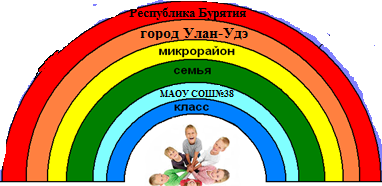 Республика Бурятия
город Улан-Удэ
микрорайон
семья
МАОУ СОШ№38
класс